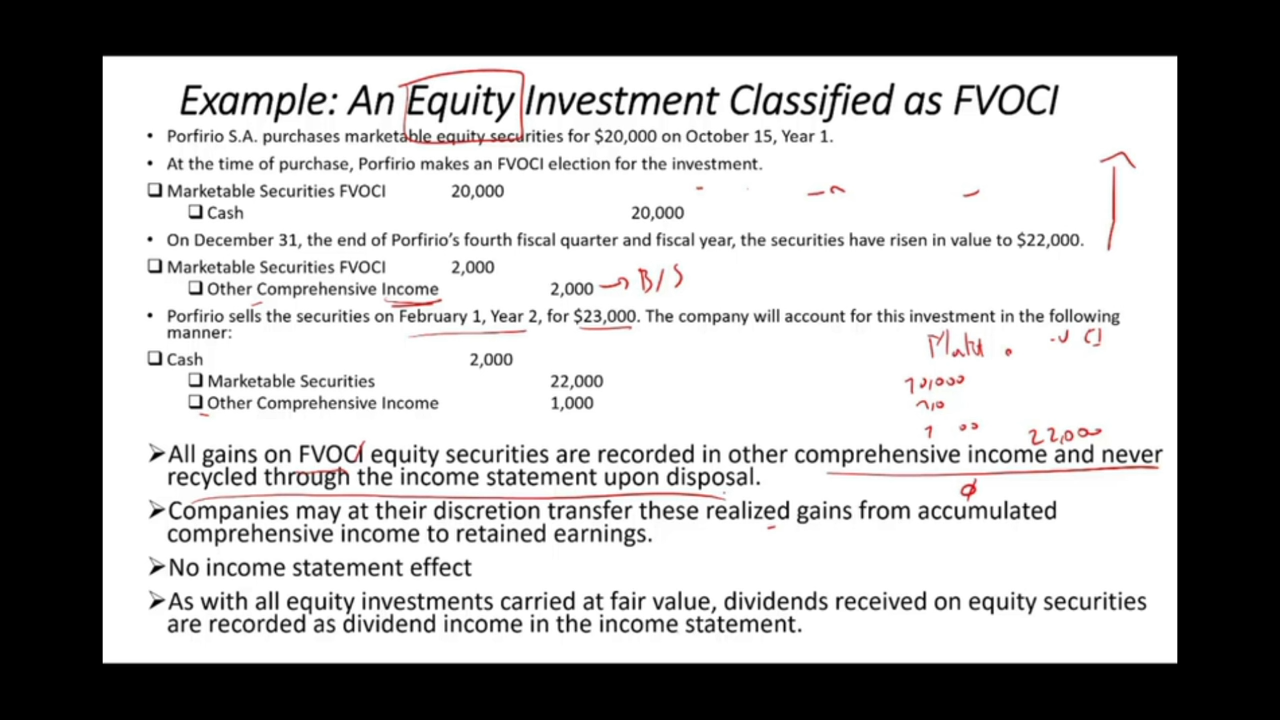 Example: An Equity Investment Classified as FVOCI
• Porfirio S.A. purchases marketable equity securities for $20,000 on October 15, Year 1.
• At the time of purchase, Porfirio makes an FVOCI election for the investment.
❑ Marketable Securities FVOCI 20,000
❑ Cash 20,000
• On December 31, the end of Porfirio's fourth fiscal quarter and fiscal year, the securities have risen in value to $22,000.
❑ Marketable Securities FVOCI 2,000
❑ Other Comprehensive Income 2,000 → B/S
• Porfirio sells the securities on February 1, Year 2, for $23,000. The company will account for this investment in the following
manner:
❑ Cash 2,000
❑ Marketable Securities 22,000
❑ Other Comprehensive Income 1,000
22,000
➢ All gains on FVOCI equity securities are recorded in other comprehensive income and never
recycled through the income statement upon disposal.
➢ Companies may at their discretion transfer these realized gains from accumulated
comprehensive income to retained earnings.
➢ No income statement effect
➢ As with all equity investments carried at fair value, dividends received on equity securities
are recorded as dividend income in the income statement.